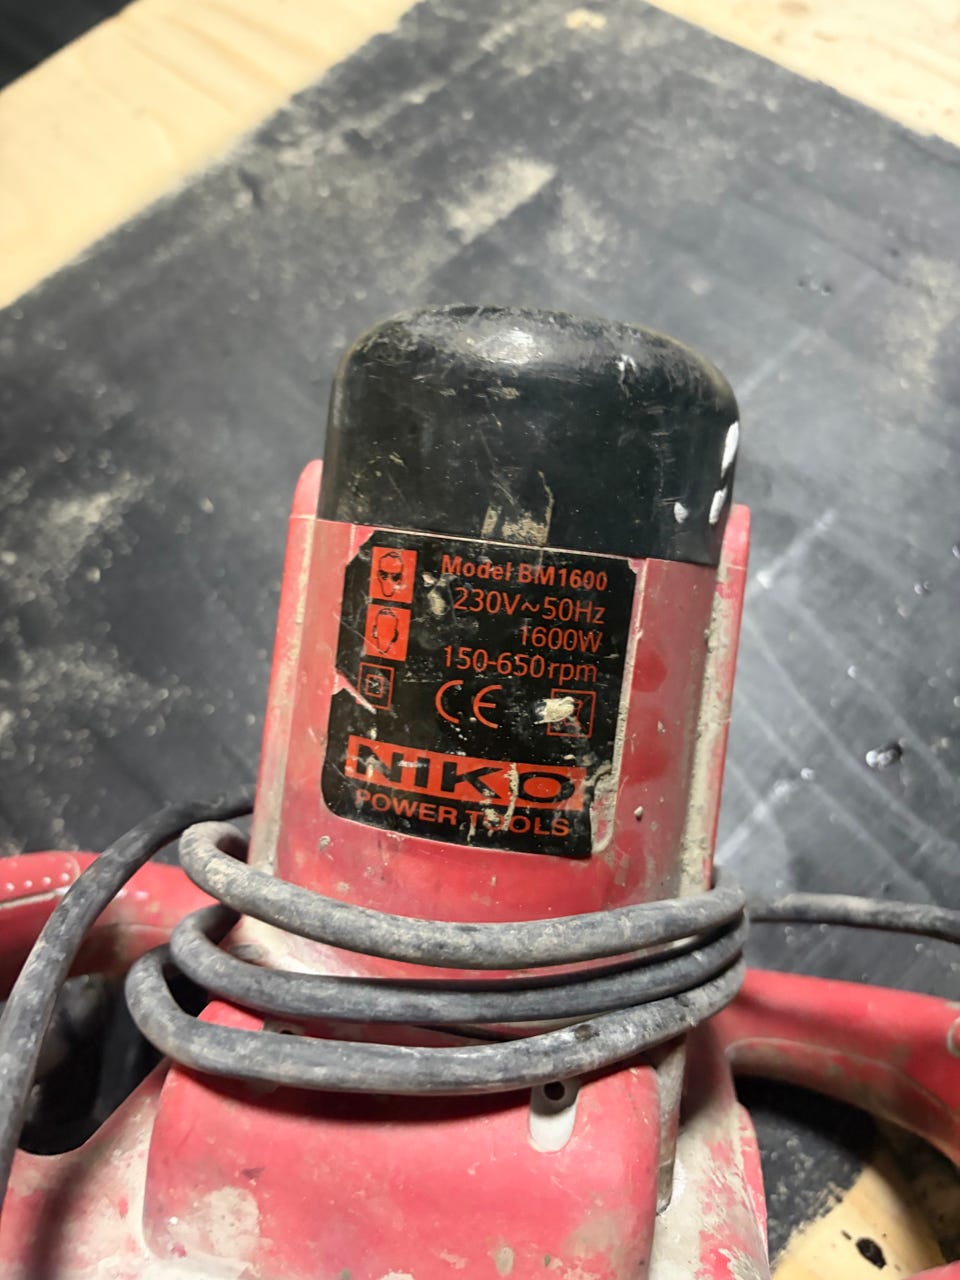 Model BM1600
230V~50Hz
1600W
150-650rpm
CE
NIKO
POWER TOOLS